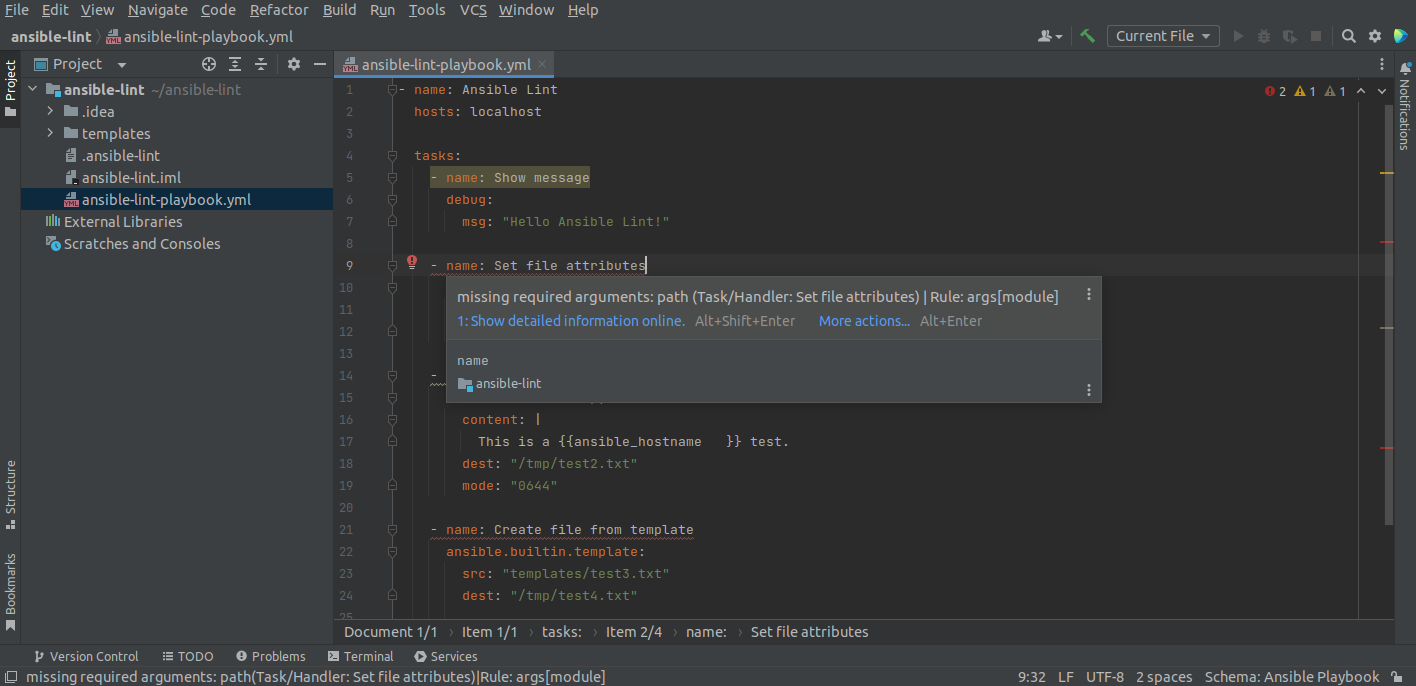 File Edit View Navigate Code Refactor Build Run Tools VCS Window Help
ansible-lint ansible-lint-playbook.yml Current File
Project
Project
ansible-lint ~/ansible-lint
.idea
templates
.ansible-lint
ansible-lint.iml
ansible-lint-playbook.yml
External Libraries
Scratches and Consoles
Structure
Bookmarks
ansible-lint-playbook.yml
2 1 1
1 - name: Ansible Lint
2 hosts: localhost
3
4 tasks:
5 - name: Show message
6 debug:
7 msg: "Hello Ansible Lint!"
8
9 - name: Set file attributes
10
11
12
13
14 -
15
16 content: |
17 This is a {{ansible_hostname   }} test.
18 dest: "/tmp/test2.txt"
19 mode: "0644"
20
21 - name: Create file from template
22 ansible.builtin.template:
23 src: "templates/test3.txt"
24 dest: "/tmp/test4.txt"
25
missing required arguments: path (Task/Handler: Set file attributes) | Rule: args[module]
1: Show detailed information online. Alt+Shift+Enter More actions... Alt+Enter
name
ansible-lint
Notifications
Document 1/1 › Item 1/1 › tasks: › Item 2/4 › name: › Set file attributes
Version Control TODO Problems Terminal Services
missing required arguments: path(Task/Handler: Set file attributes)|Rule: args[module] 9:32 LF UTF-8 2 spaces Schema: Ansible Playbook